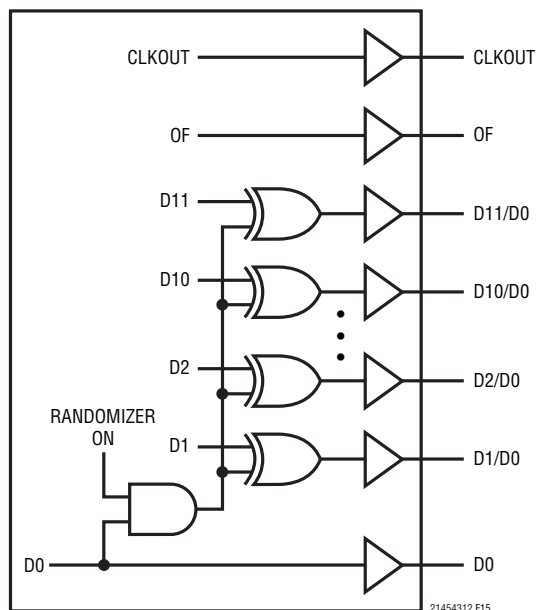 CLKOUT CLKOUT
OF OF
D11 D11/D0
D10 D10/D0
D2 D2/D0
RANDOMIZER
ON
D1 D1/D0
D0 D0
21454312 F15